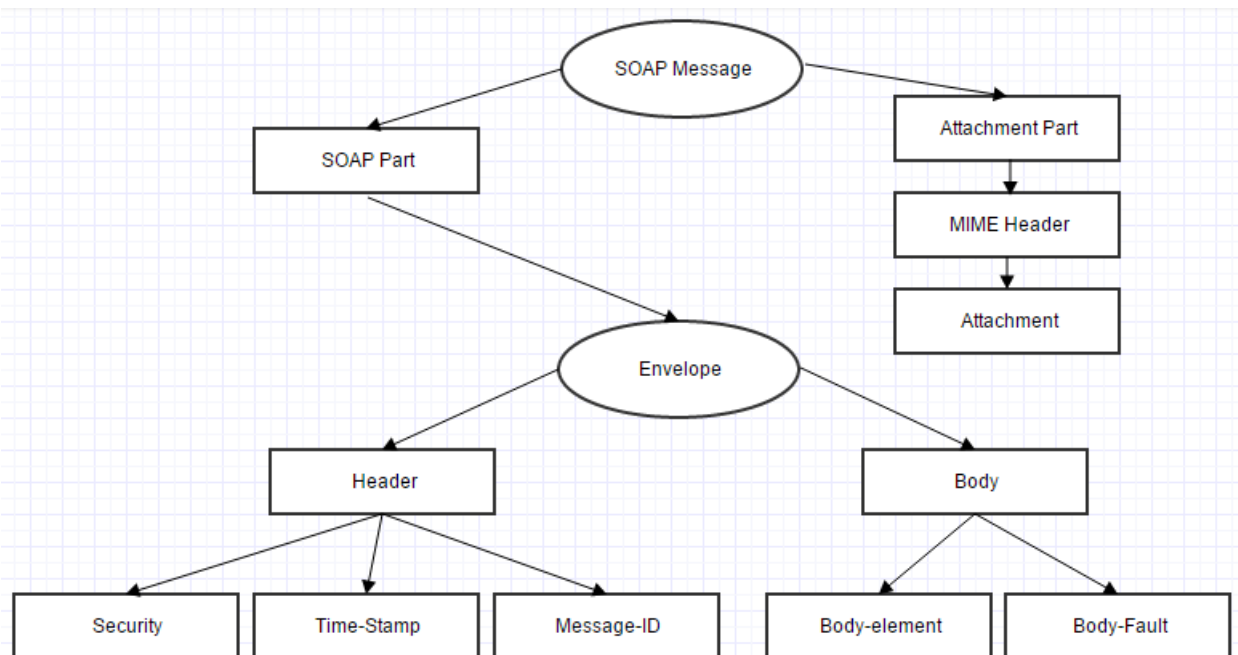 SOAP Message
Attachment Part
SOAP Part
MIME Header
Attachment
Envelope
Header
Body
Security
Time-Stamp
Message-ID
Body-element
Body-Fault